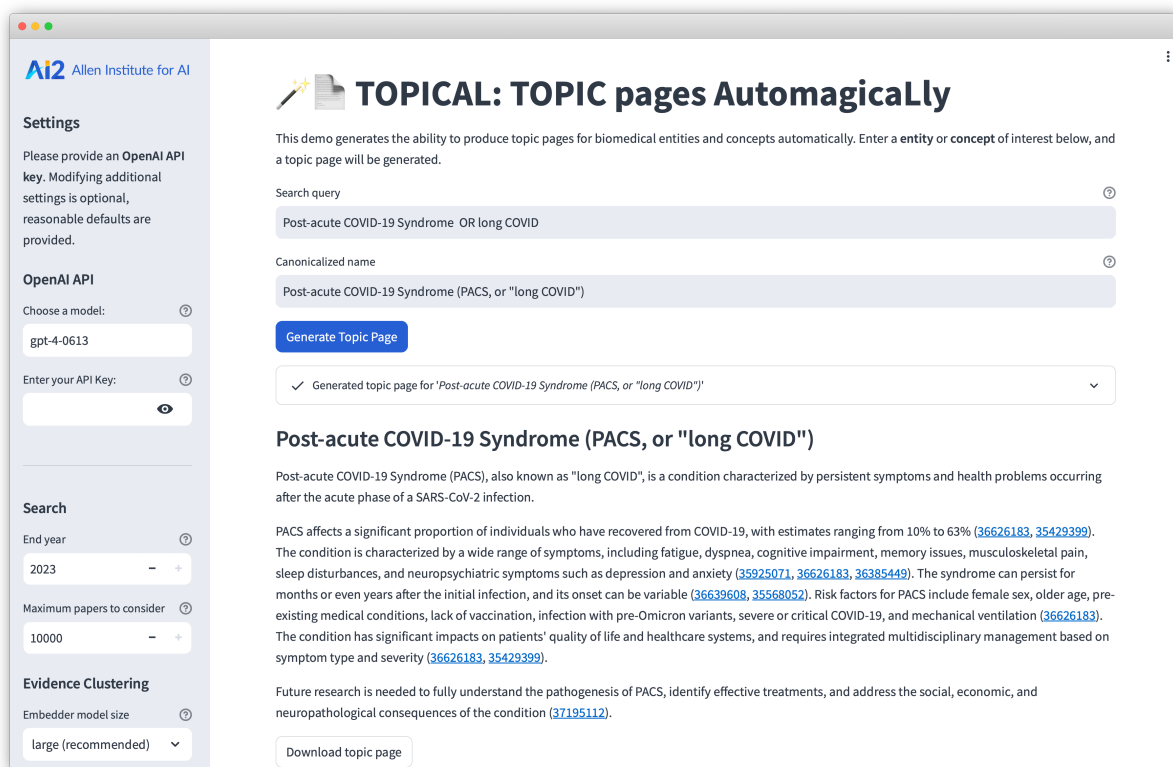 Ai2 Allen Institute for AI
Settings
Please provide an OpenAI API
key. Modifying additional
settings is optional,
reasonable defaults are
provided.
OpenAI API
Choose a model:
gpt-4-0613
Enter your API Key:
Search
End year
2023
Maximum papers to consider
10000
Evidence Clustering
Embedder model size
large (recommended)
TOPICAL: TOPIC pages AutomagicaLly
This demo generates the ability to produce topic pages for biomedical entities and concepts automatically. Enter a entity or concept of interest below, and
a topic page will be generated.
Search query
Post-acute COVID-19 Syndrome  OR long COVID
Canonicalized name
Post-acute COVID-19 Syndrome (PACS, or "long COVID")
Generate Topic Page
Generated topic page for 'Post-acute COVID-19 Syndrome (PACS, or "long COVID")'
Post-acute COVID-19 Syndrome (PACS, or "long COVID")
Post-acute COVID-19 Syndrome (PACS), also known as "long COVID", is a condition characterized by persistent symptoms and health problems occurring
after the acute phase of a SARS-CoV-2 infection.
PACS affects a significant proportion of individuals who have recovered from COVID-19, with estimates ranging from 10% to 63% (36626183, 35429399).
The condition is characterized by a wide range of symptoms, including fatigue, dyspnea, cognitive impairment, memory issues, musculoskeletal pain,
sleep disturbances, and neuropsychiatric symptoms such as depression and anxiety (35925071, 36626183, 36385449). The syndrome can persist for
months or even years after the initial infection, and its onset can be variable (36639608, 35568052). Risk factors for PACS include female sex, older age, pre-
existing medical conditions, lack of vaccination, infection with pre-Omicron variants, severe or critical COVID-19, and mechanical ventilation (36626183).
The condition has significant impacts on patients' quality of life and healthcare systems, and requires integrated multidisciplinary management based on
symptom type and severity (36626183, 35429399).
Future research is needed to fully understand the pathogenesis of PACS, identify effective treatments, and address the social, economic, and
neuropathological consequences of the condition (37195112).
Download topic page